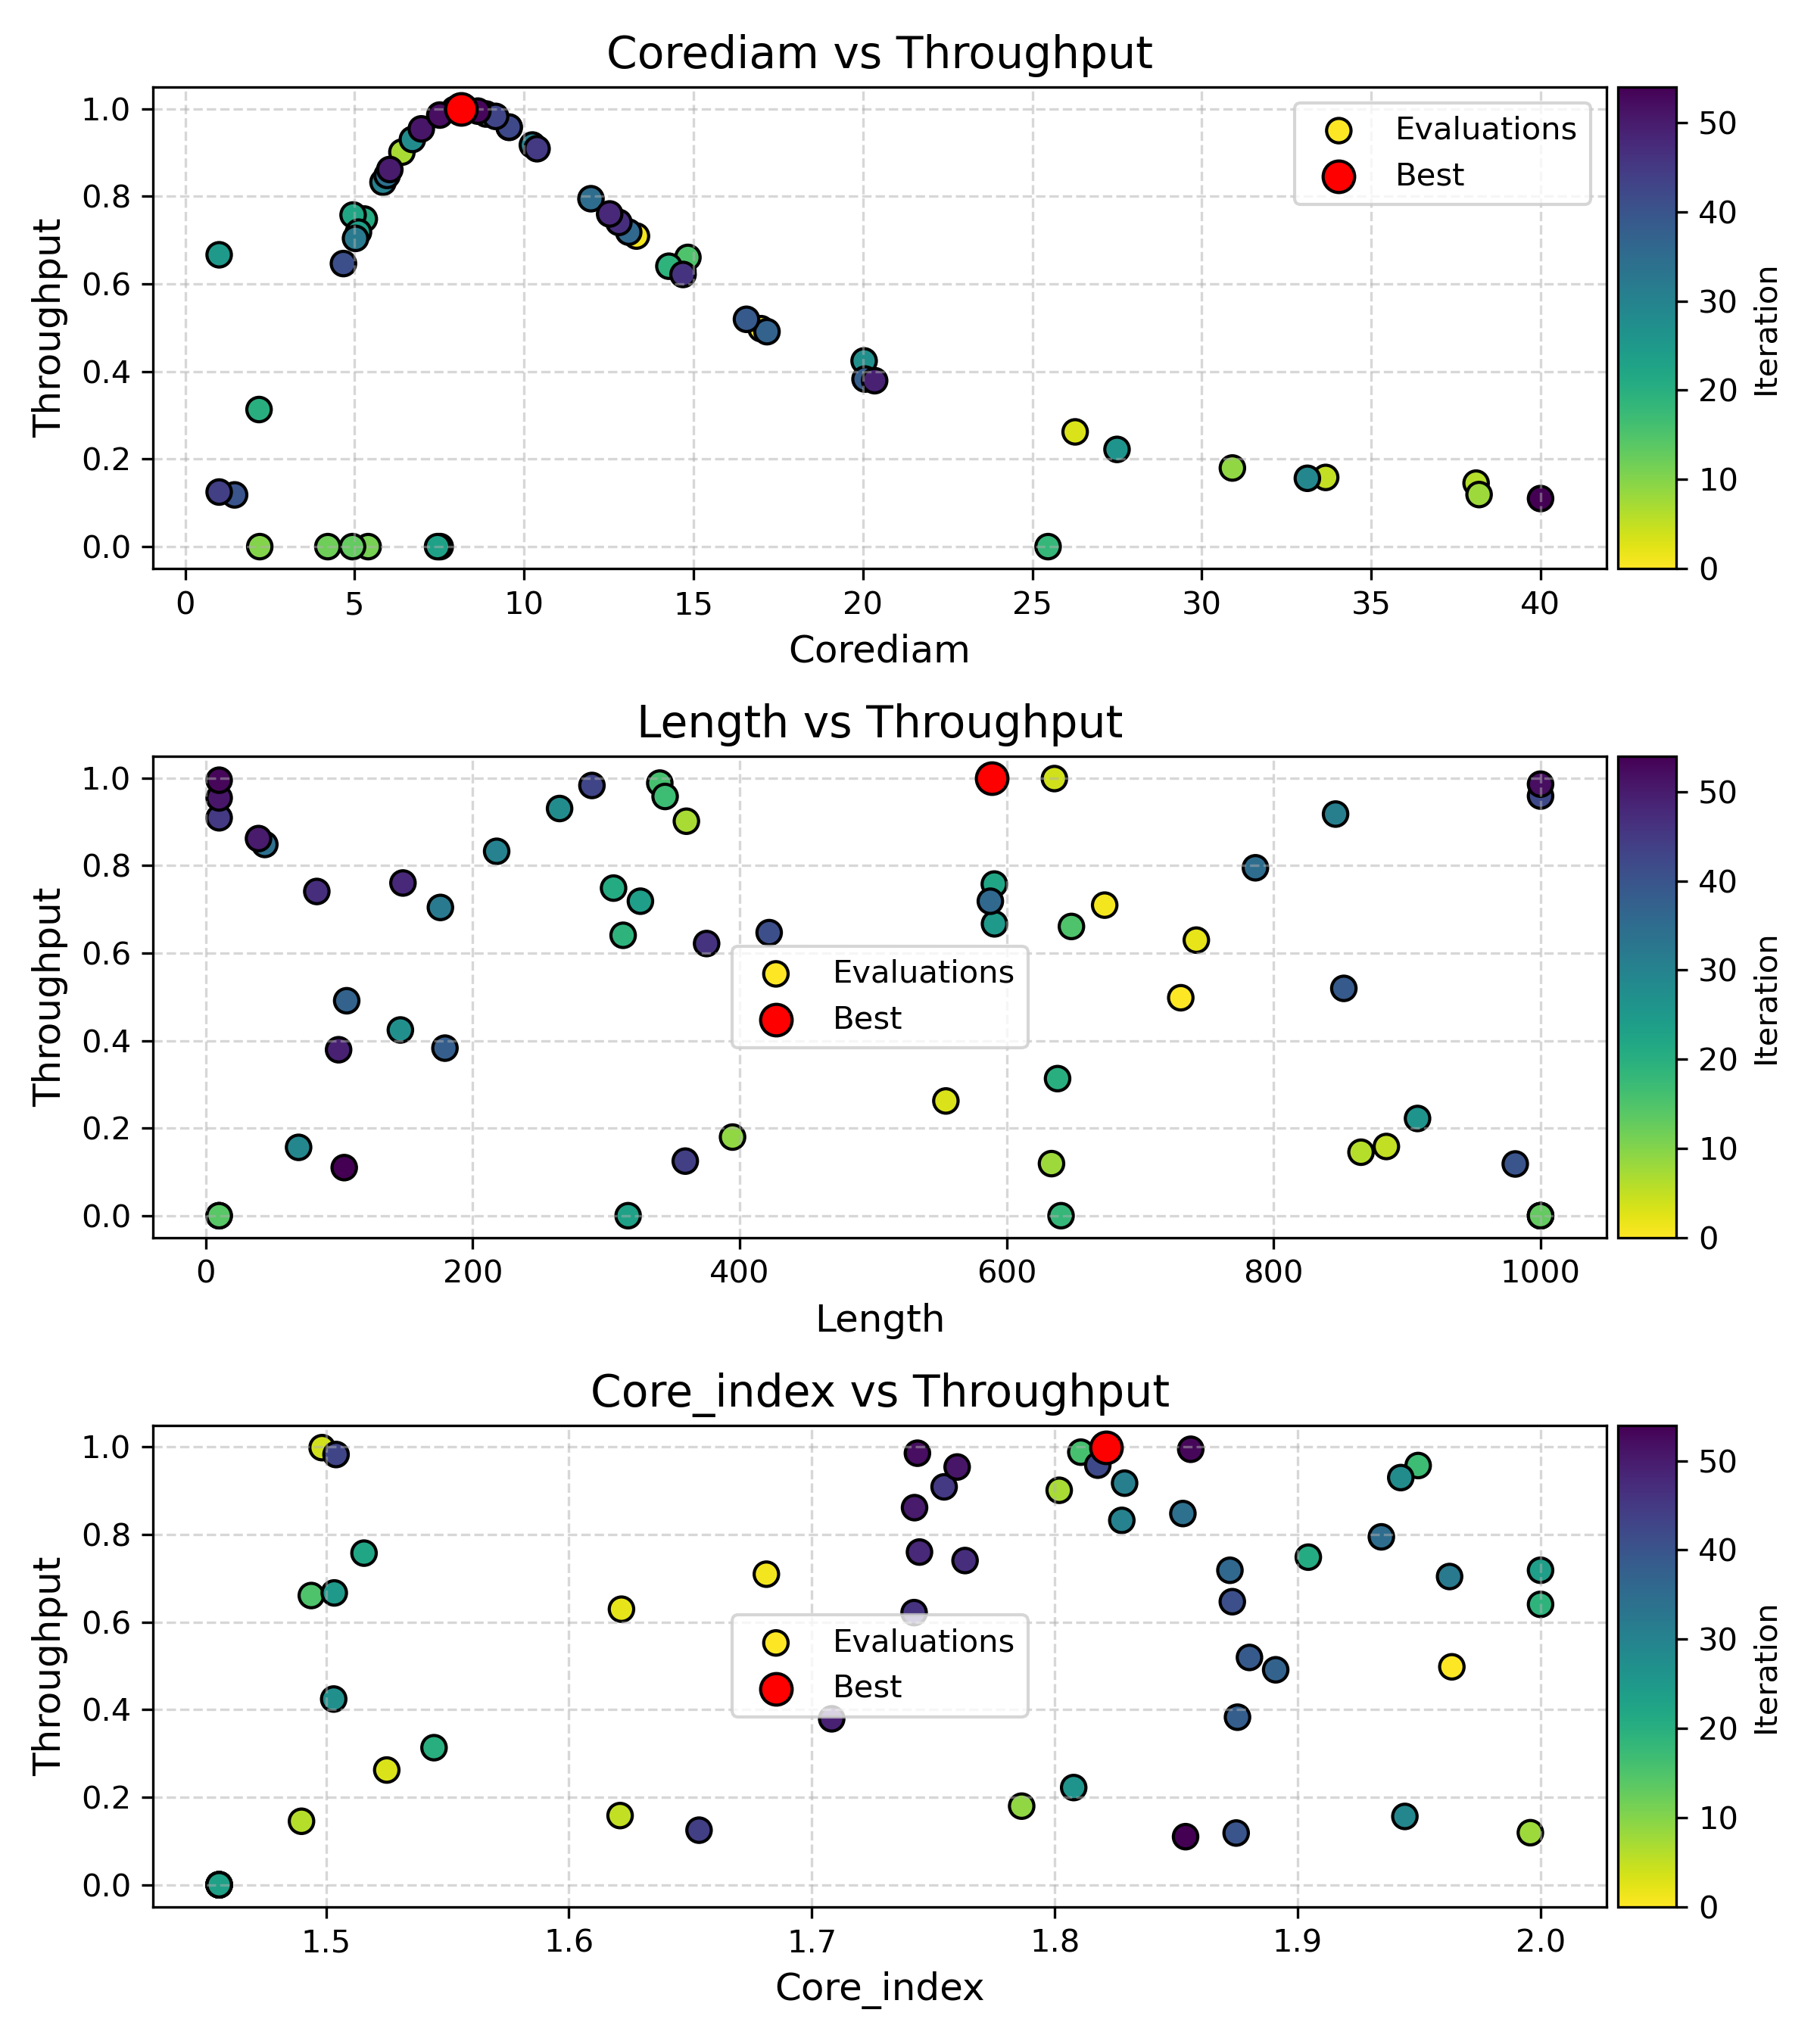 Corediam vs Throughput
Throughput
1.0
0.8
0.6
0.4
0.2
0.0
0 5 10 15 20 25 30 35 40
Corediam
Evaluations
Best
50
40
30
20
10
0
Iteration
Length vs Throughput
Throughput
1.0
0.8
0.6
0.4
0.2
0.0
0 200 400 600 800 1000
Length
Evaluations
Best
50
40
30
20
10
0
Iteration
Core_index vs Throughput
Throughput
1.0
0.8
0.6
0.4
0.2
0.0
1.5 1.6 1.7 1.8 1.9 2.0
Core_index
Evaluations
Best
50
40
30
20
10
0
Iteration